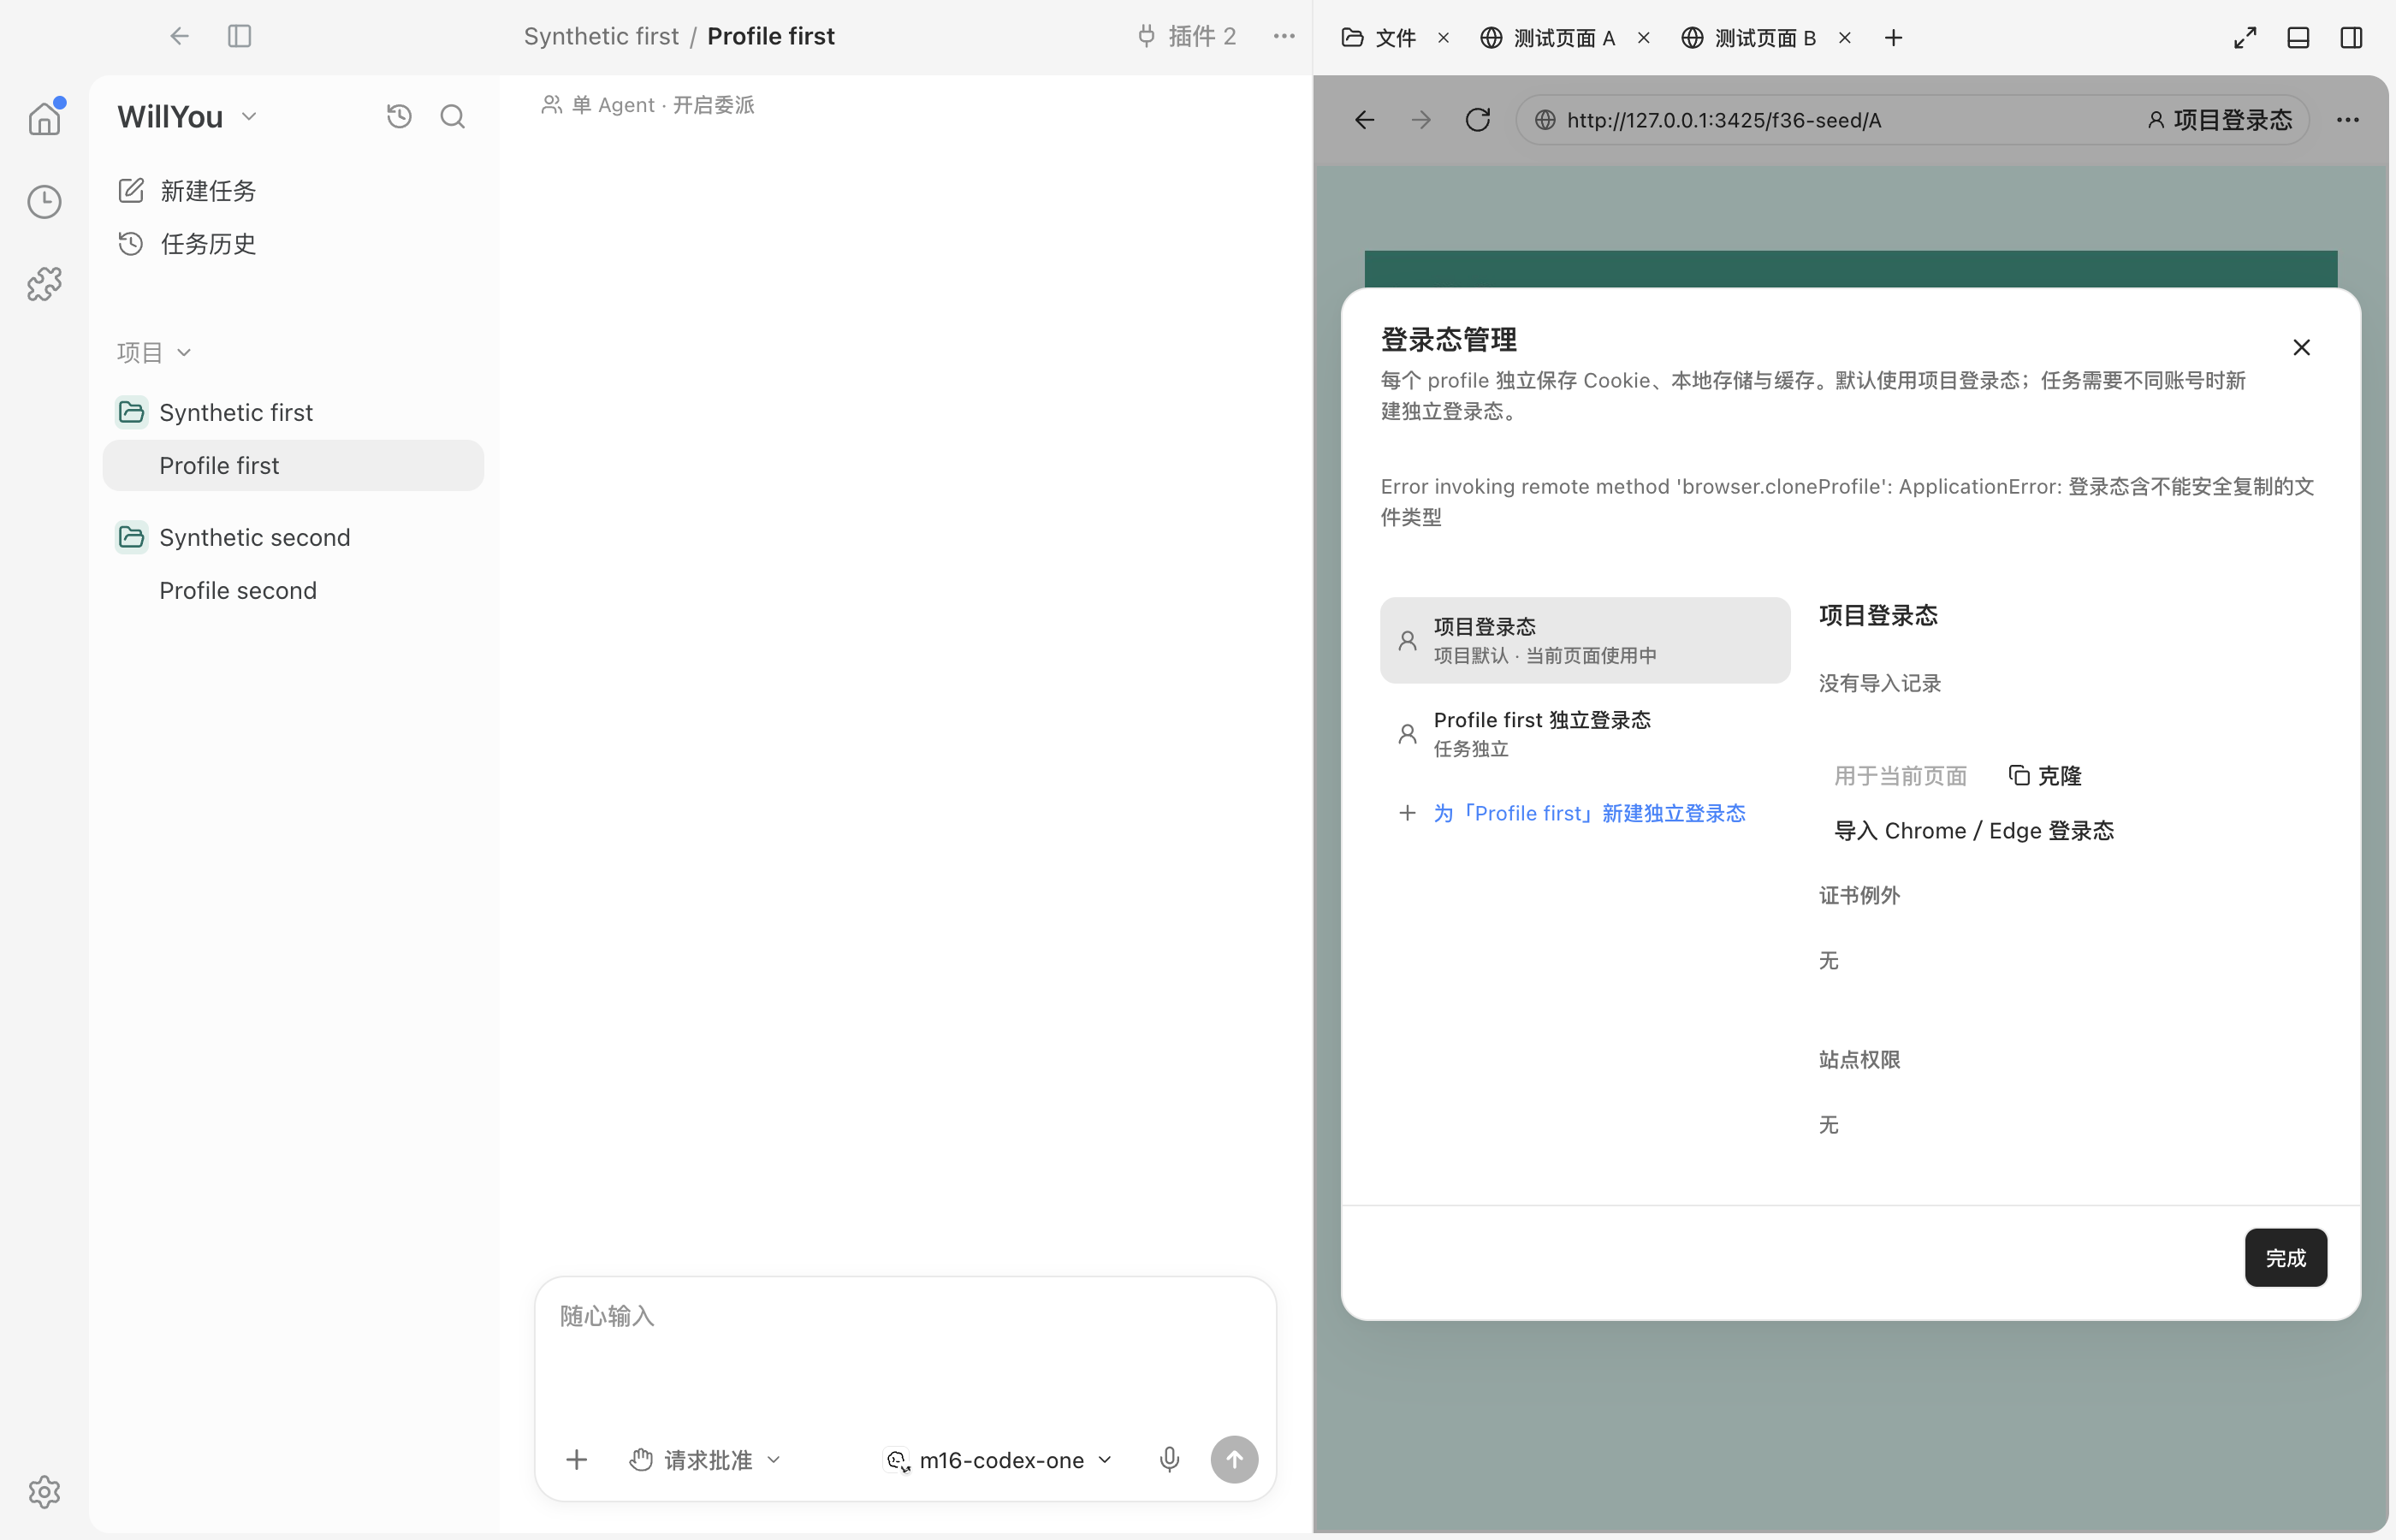 Synthetic first / Profile first
插件 2
文件
测试页面 A
测试页面 B
WillYou
新建任务
任务历史
项目
Synthetic first
Profile first
Synthetic second
Profile second
单 Agent · 开启委派
随心输入
请求批准
m16-codex-one
http://127.0.0.1:3425/f36-seed/A
项目登录态
登录态管理
每个 profile 独立保存 Cookie、本地存储与缓存。默认使用项目登录态；任务需要不同账号时新
建独立登录态。
Error invoking remote method 'browser.cloneProfile': ApplicationError: 登录态含不能安全复制的文
件类型
项目登录态
项目默认 · 当前页面使用中
Profile first 独立登录态
任务独立
为「Profile first」新建独立登录态
项目登录态
没有导入记录
用于当前页面
克隆
导入 Chrome / Edge 登录态
证书例外
无
站点权限
无
完成